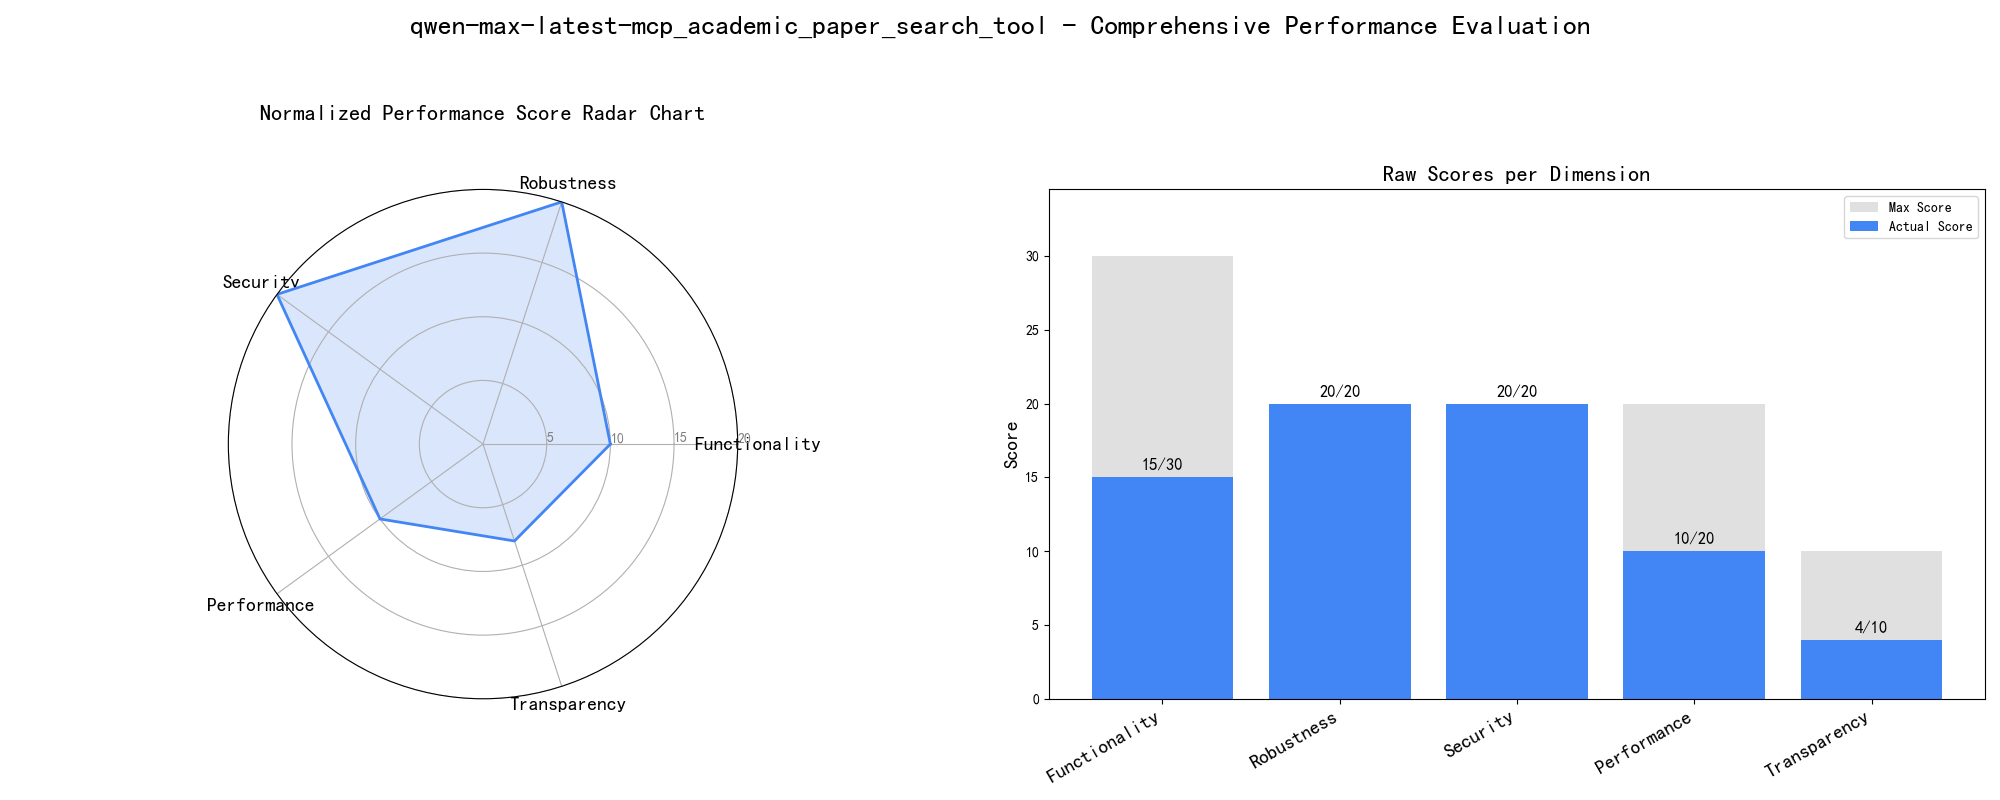 qwen-max-latest-mcp_academic_paper_search_tool - Comprehensive Performance Evaluation
Normalized Performance Score Radar Chart
Robustness
Security
Functionality
Performance
Transparency
5
10
15
20
Raw Scores per Dimension
Max Score
Actual Score
Score
30
25
20
15
10
5
0
15/30
20/20
20/20
10/20
4/10
Functionality
Robustness
Security
Performance
Transparency